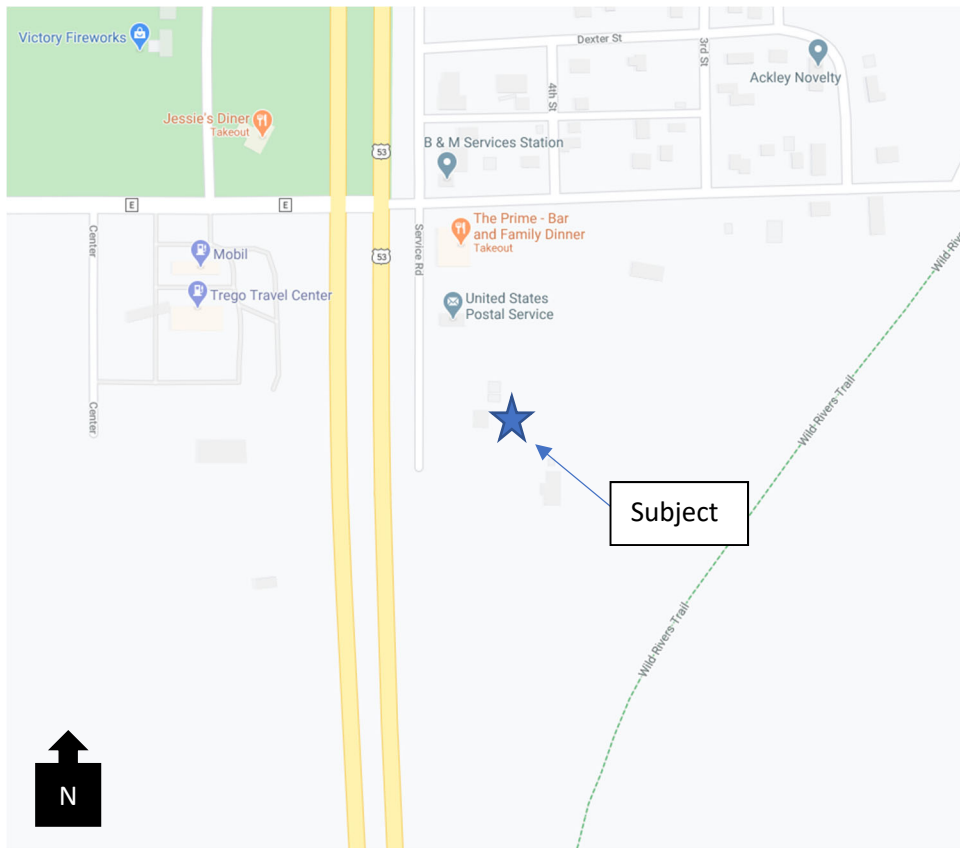 Victory Fireworks
Dexter St
3rd St
Ackley Novelty
4th St
Jessie's Diner
Takeout
53
B & M Services Station
E
E
Center
Service Rd
The Prime - Bar
and Family Dinner
Takeout
53
Mobil
Trego Travel Center
United States
Postal Service
Wild Rivers Trail
Center
Subject
Wild Rivers Trail
N